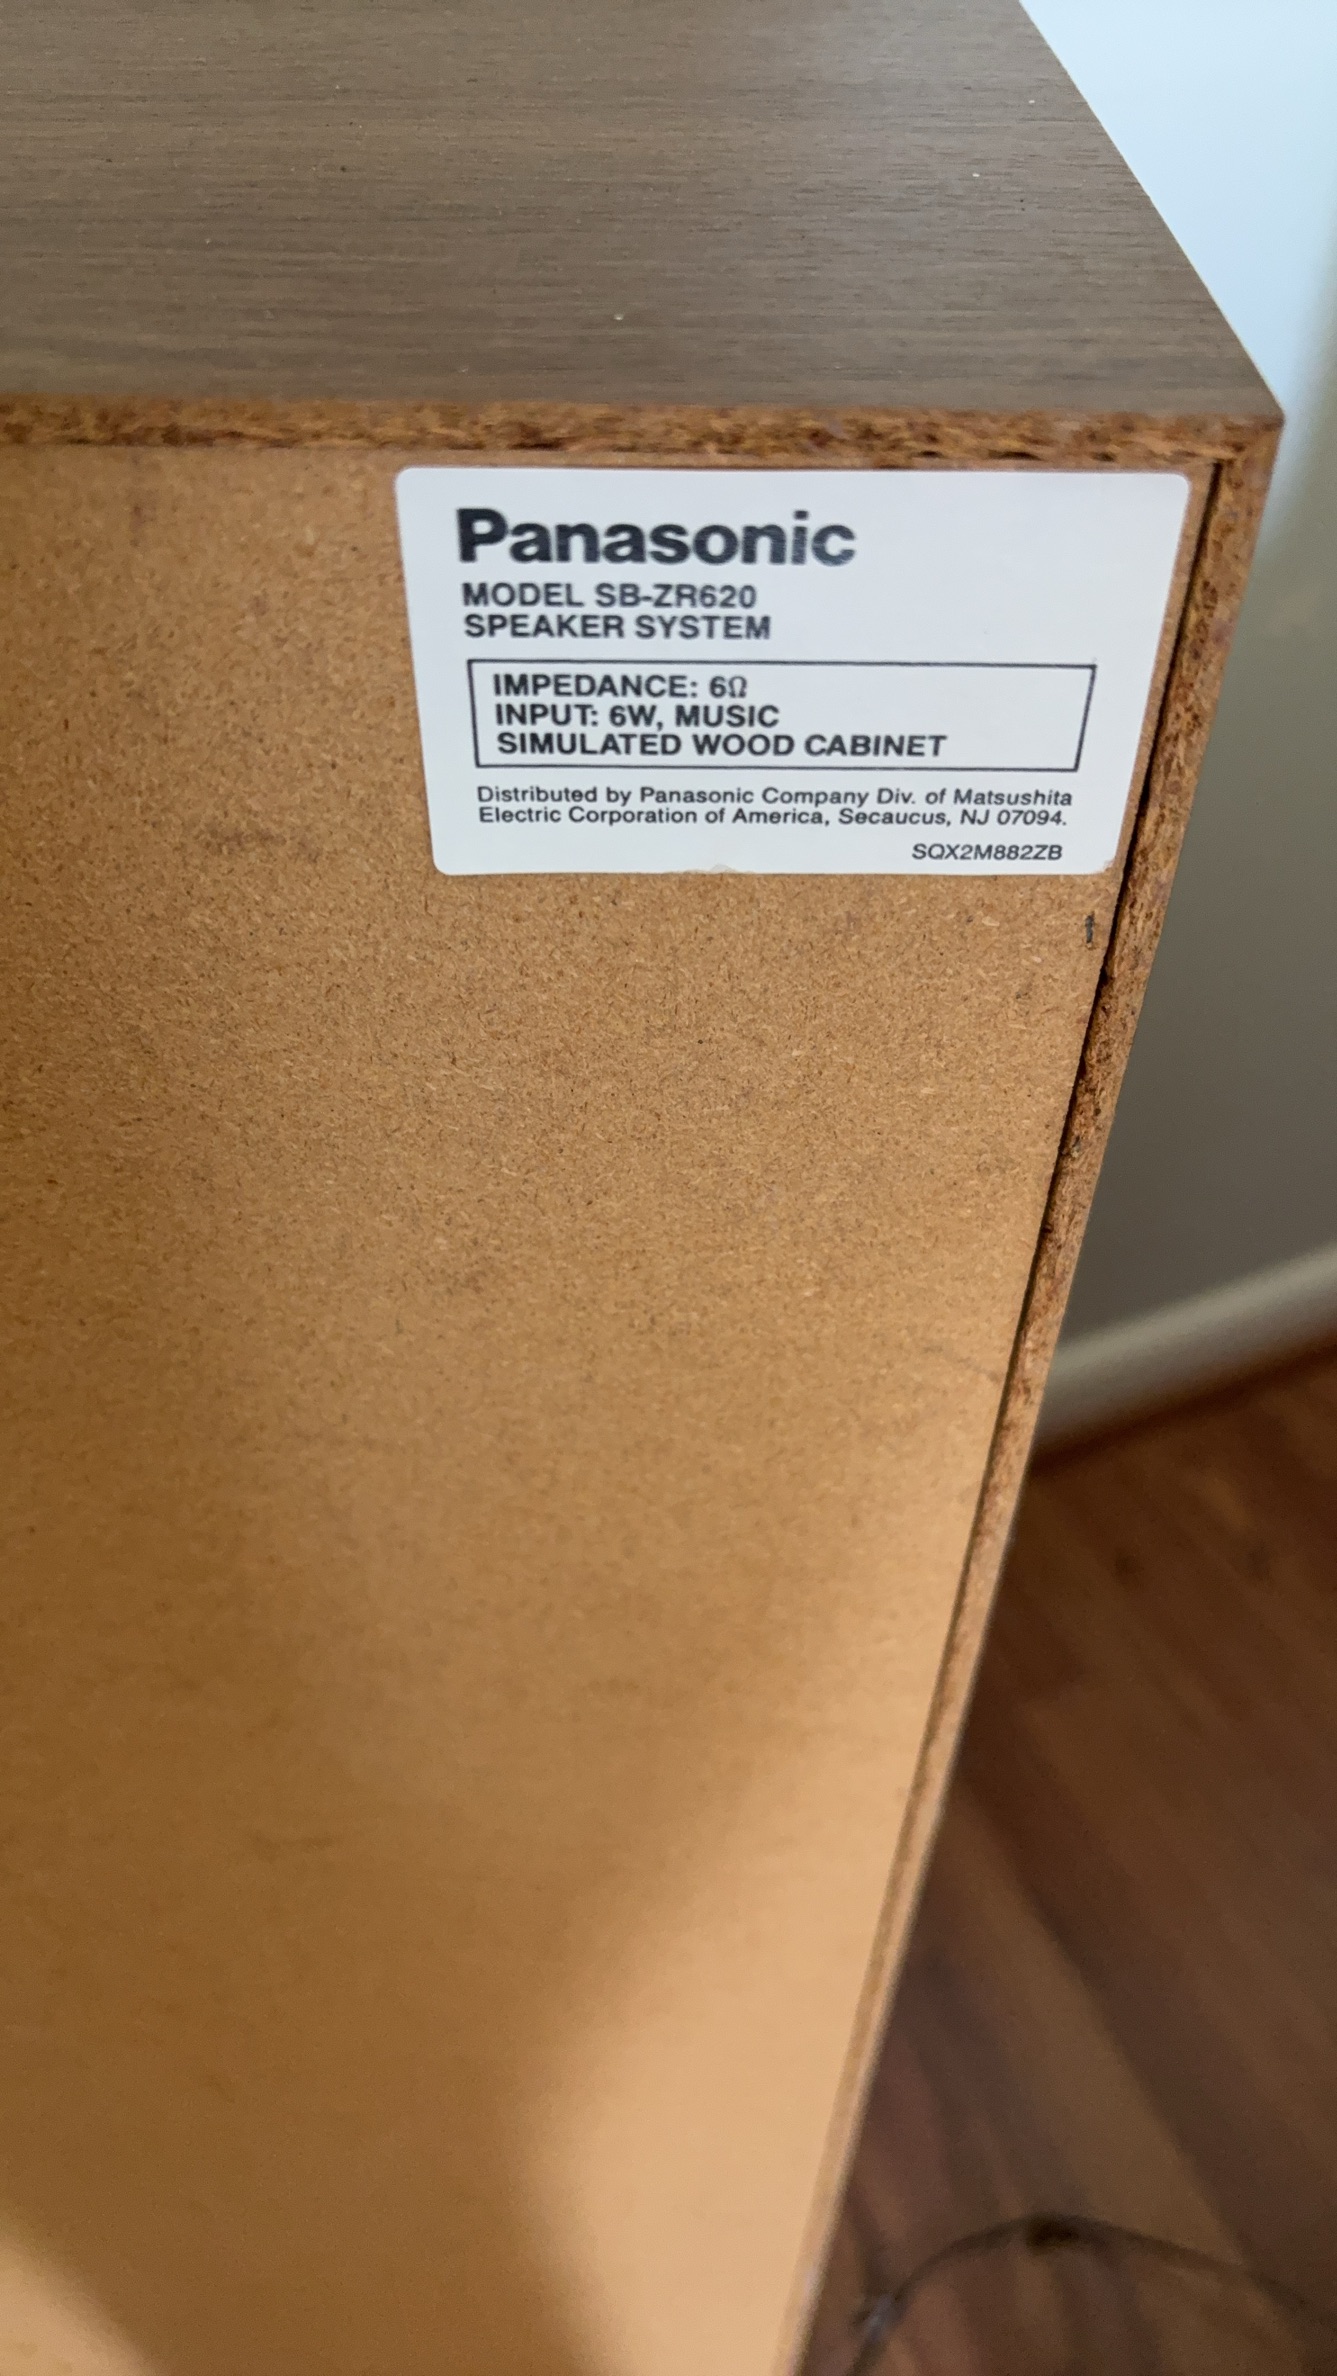 Panasonic
MODEL SB-ZR620
SPEAKER SYSTEM
IMPEDANCE: 6Ω
INPUT: 6W, MUSIC
SIMULATED WOOD CABINET
Distributed by Panasonic Company Div. of Matsushita
Electric Corporation of America, Secaucus, NJ 07094.
SQX2M882ZB